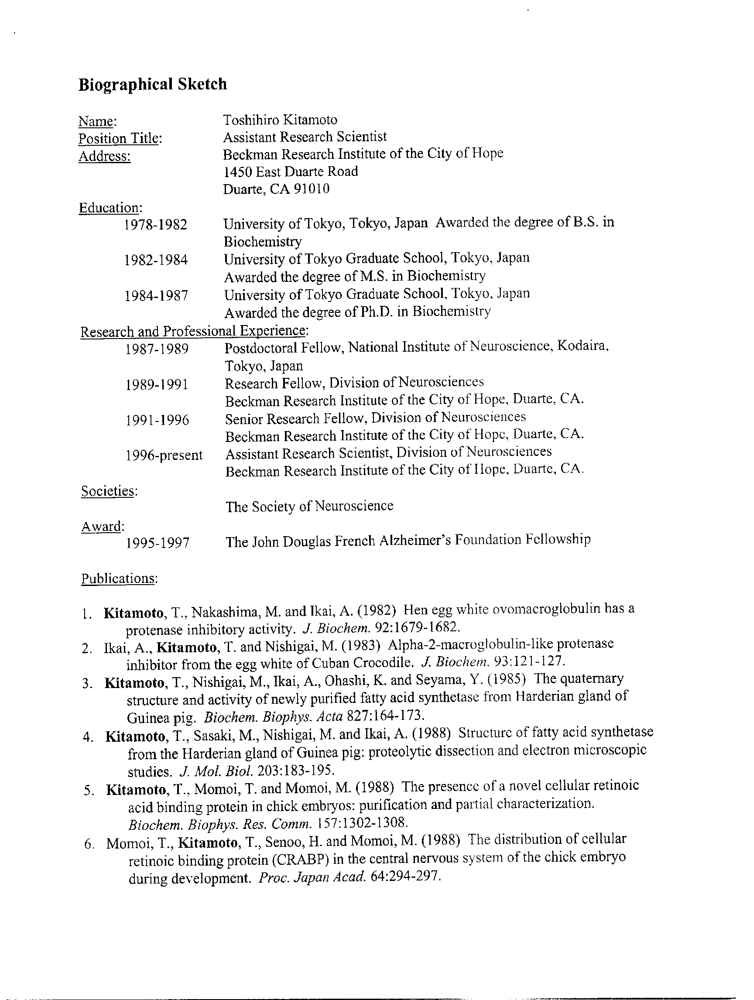 Biographical Sketch
Name: Toshihiro Kitamoto
Position Title: Assistant Research Scientist
Address: Beckman Research Institute of the City of Hope
1450 East Duarte Road
Duarte, CA 91010
Education:
1978-1982 University of Tokyo, Tokyo, Japan Awarded the degree of B.S. in
Biochemistry
1982-1984 University of Tokyo Graduate School, Tokyo, Japan
Awarded the degree of M.S. in Biochemistry
1984-1987 University of Tokyo Graduate School, Tokyo, Japan
Awarded the degree of Ph.D. in Biochemistry
Research and Professional Experience:
1987-1989 Postdoctoral Fellow, National Institute of Neuroscience, Kodaira,
Tokyo, Japan
1989-1991 Research Fellow, Division of Neurosciences
Beckman Research Institute of the City of Hope, Duarte, CA.
1991-1996 Senior Research Fellow, Division of Neurosciences
Beckman Research Institute of the City of Hope, Duarte, CA.
1996-present Assistant Research Scientist, Division of Neurosciences
Beckman Research Institute of the City of Hope, Duarte, CA.
Societies:
The Society of Neuroscience
Award:
1995-1997 The John Douglas French Alzheimer's Foundation Fellowship
Publications:
1. Kitamoto, T., Nakashima, M. and Ikai, A. (1982) Hen egg white ovomacroglobulin has a
protenase inhibitory activity. J. Biochem. 92:1679-1682.
2. Ikai, A., Kitamoto, T. and Nishigai, M. (1983) Alpha-2-macroglobulin-like protenase
inhibitor from the egg white of Cuban Crocodile. J. Biochem. 93:121-127.
3. Kitamoto, T., Nishigai, M., Ikai, A., Ohashi, K. and Seyama, Y. (1985) The quaternary
structure and activity of newly purified fatty acid synthetase from Harderian gland of
Guinea pig. Biochem. Biophys. Acta 827:164-173.
4. Kitamoto, T., Sasaki, M., Nishigai, M. and Ikai, A. (1988) Structure of fatty acid synthetase
from the Harderian gland of Guinea pig: proteolytic dissection and electron microscopic
studies. J. Mol. Biol. 203:183-195.
5. Kitamoto, T., Momoi, T. and Momoi, M. (1988) The presence of a novel cellular retinoic
acid binding protein in chick embryos: purification and partial characterization.
Biochem. Biophys. Res. Comm. 157:1302-1308.
6. Momoi, T., Kitamoto, T., Senoo, H. and Momoi, M. (1988) The distribution of cellular
retinoic binding protein (CRABP) in the central nervous system of the chick embryo
during development. Proc. Japan Acad. 64:294-297.